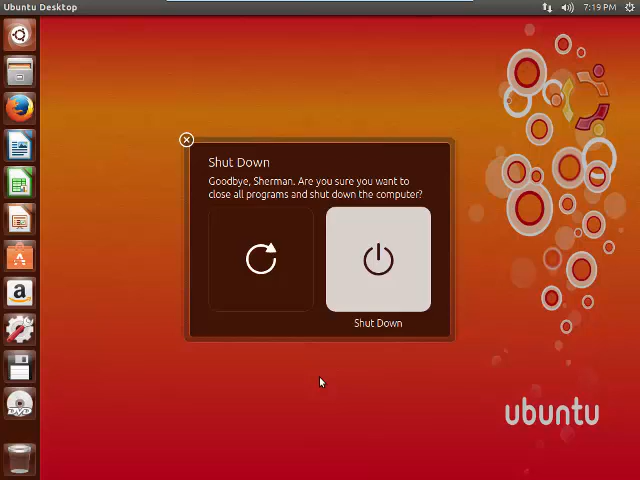 Ubuntu Desktop
7:19 PM
Shut Down
Goodbye, Sherman. Are you sure you want to
close all programs and shut down the computer?
Shut Down
ubuntu